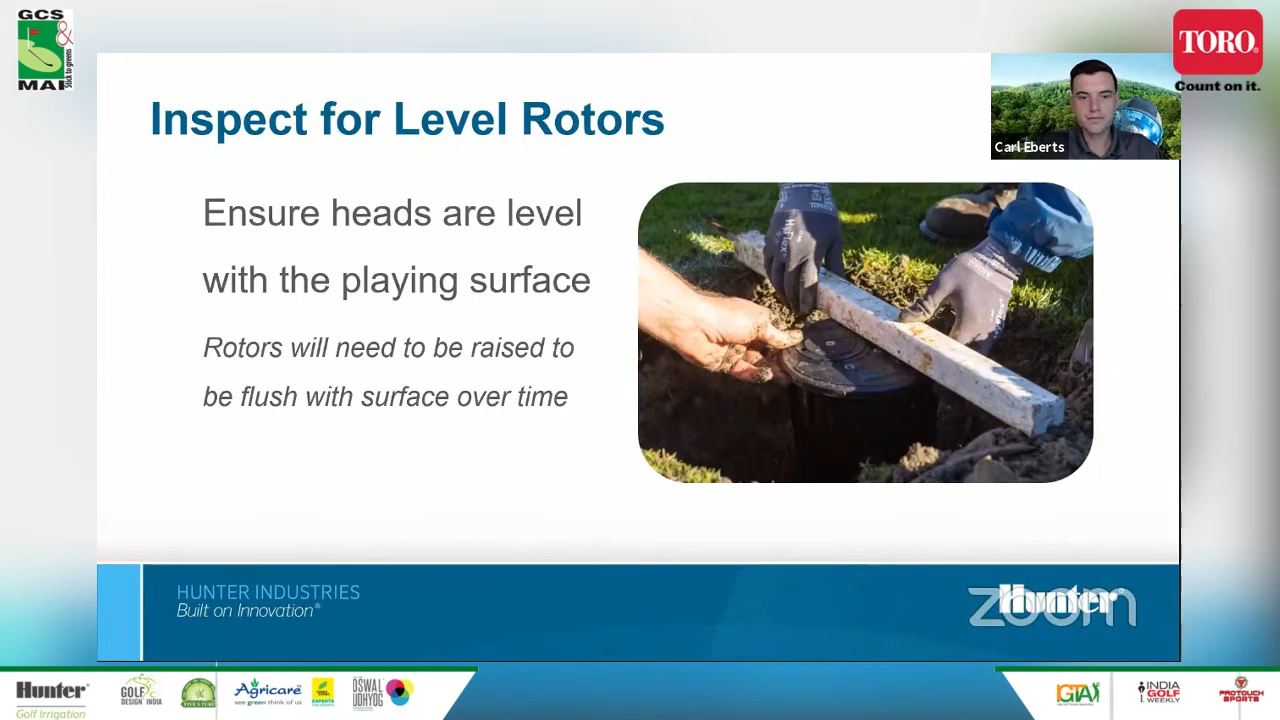 GCS
&
MAI
Stick to greens
TORO
Count on it.
Inspect for Level Rotors
Carl Eberts
Ensure heads are level
with the playing surface
Rotors will need to be raised to
be flush with surface over time
HyFlex
HUNTER INDUSTRIES
Built on Innovation®
Hunter
zoom
Hunter®
Golf Irrigation
GOLF
DESIGN INDIA
Agricare
see green think of us
EXPERTS
OSWAL
UDHYOG
GTA
INDIA
GOLF
WEEKLY
PROTOUCH
SPORTS